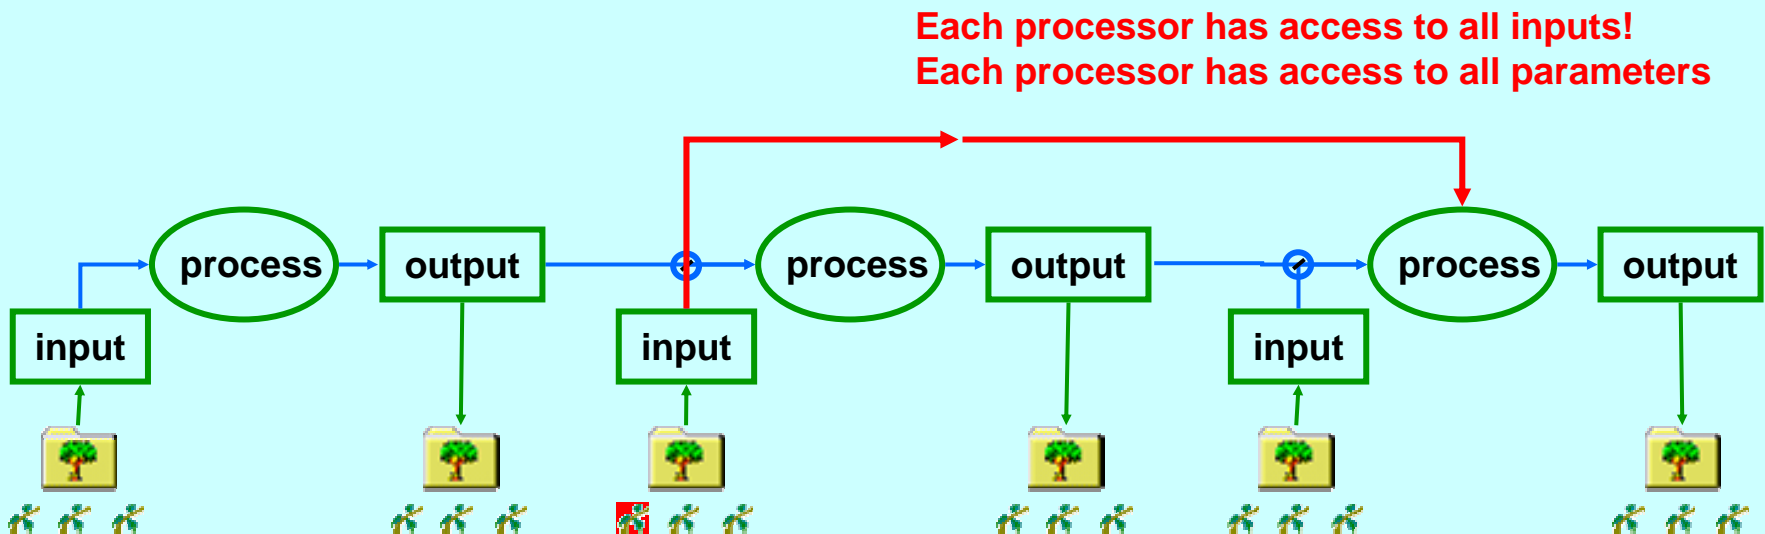 Each processor has access to all inputs!
Each processor has access to all parameters
process
output
process
output
process
output
input
input
input